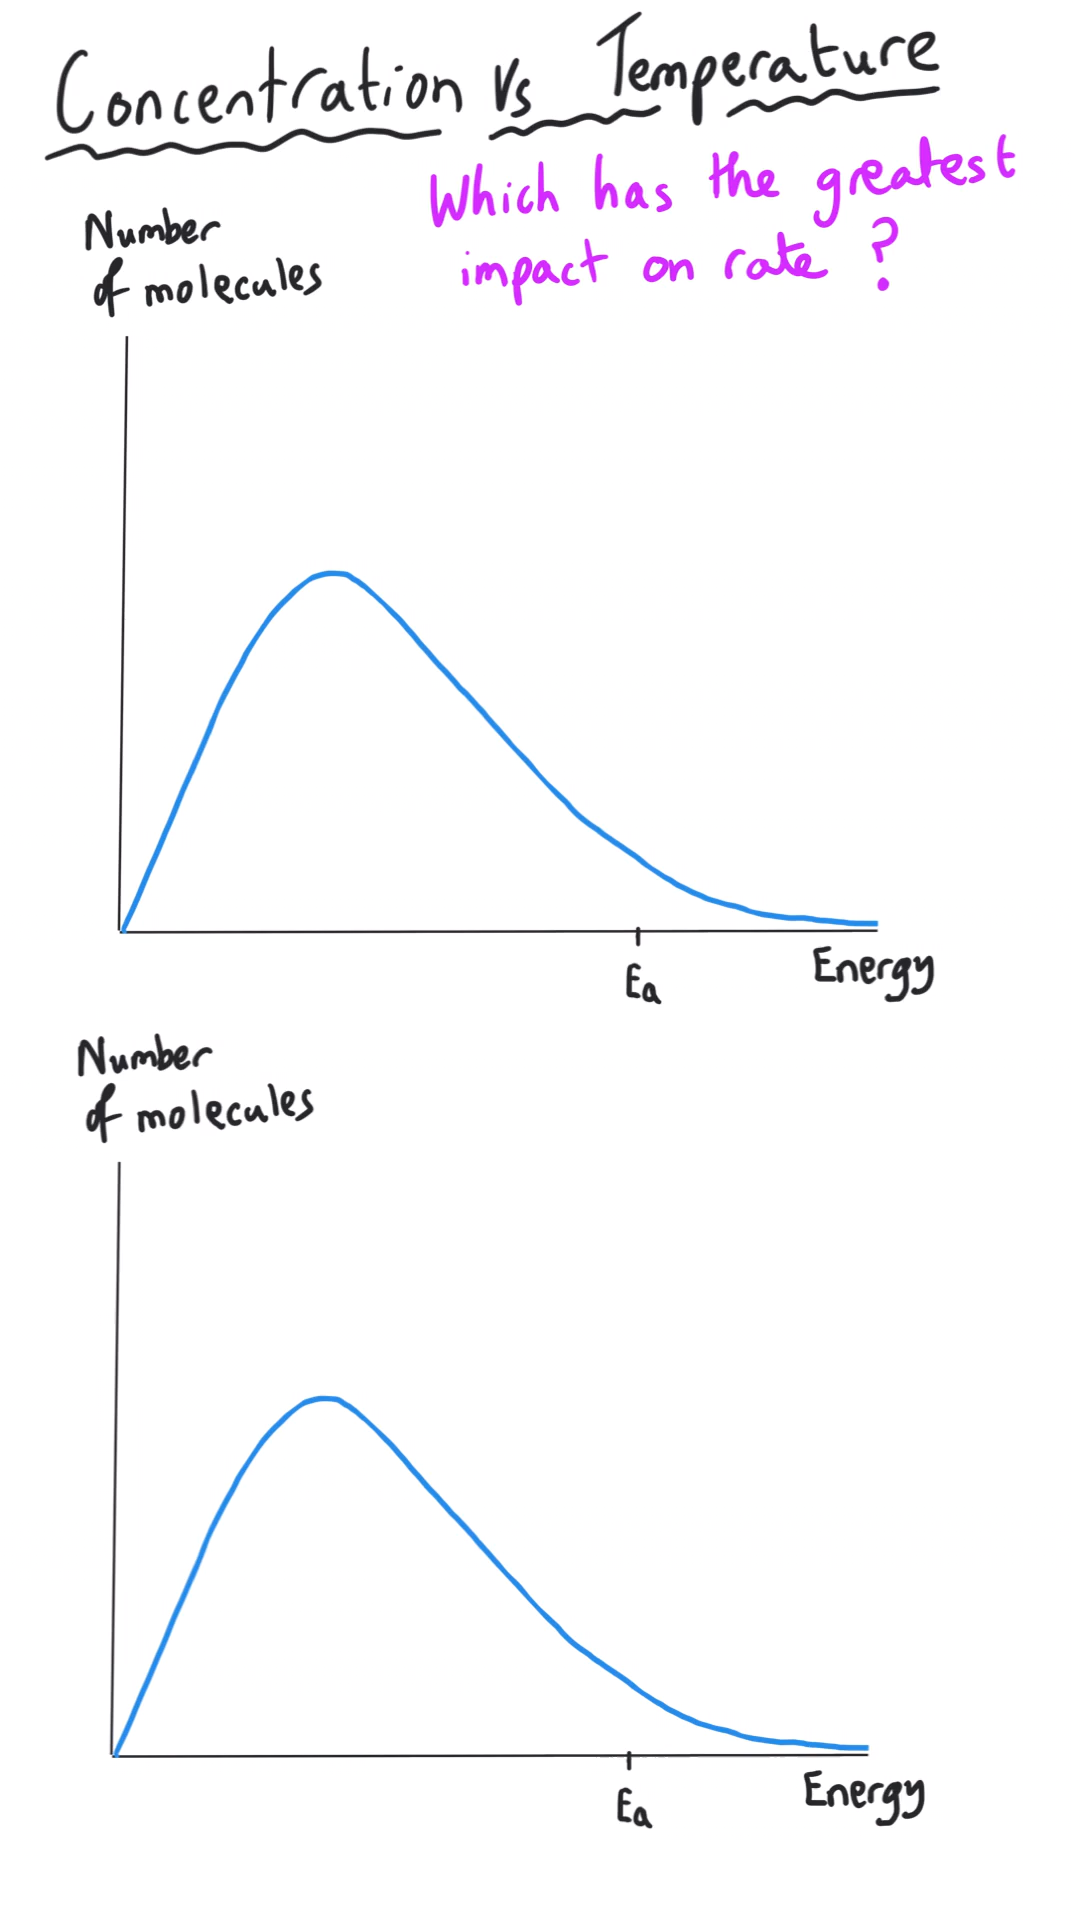 Concentration Vs Temperature
Which has the greatest
impact on rate ?
Number
of molecules
Ea
Energy
Number
of molecules
Ea
Energy